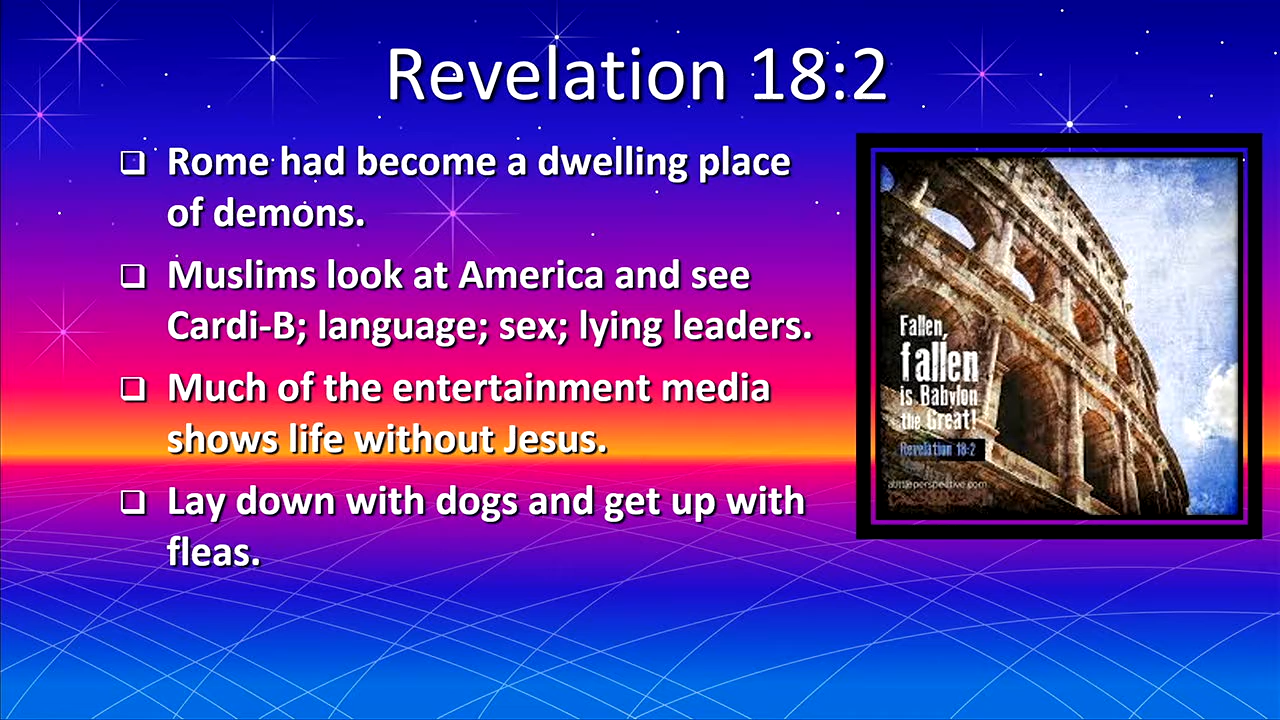 Revelation 18:2
Rome had become a dwelling place
of demons.
Muslims look at America and see
Cardi-B; language; sex; lying leaders.
Much of the entertainment media
shows life without Jesus.
Lay down with dogs and get up with
fleas.
Fallen,
fallen
is Babylon
the Great!
Revelation 18:2
alittleperspective.com